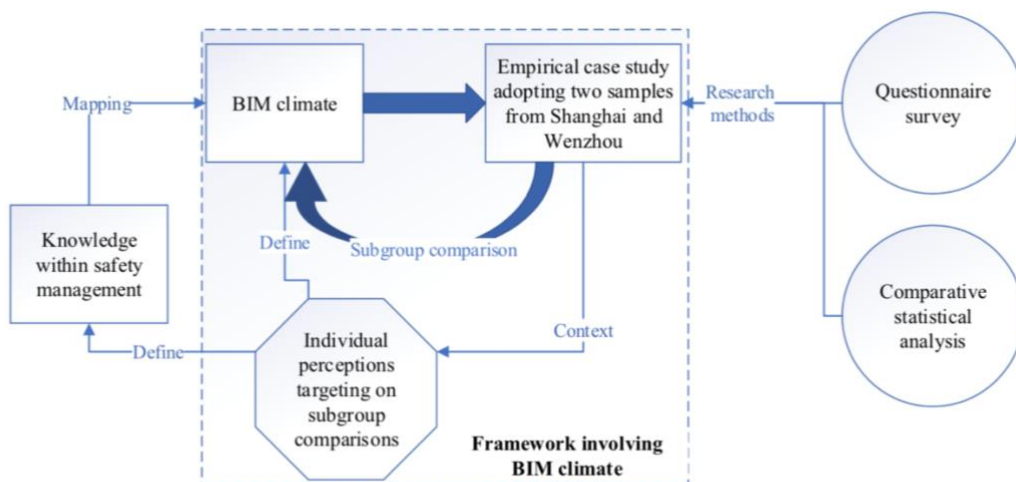 Mapping
BIM climate
Empirical case study
adopting two samples
from Shanghai and
Wenzhou
Research
methods
Questionnaire
survey
Knowledge
within safety
management
Define
Subgroup comparison
Define
Individual
perceptions
targeting on
subgroup
comparisons
Context
Comparative
statistical
analysis
Framework involving
BIM climate